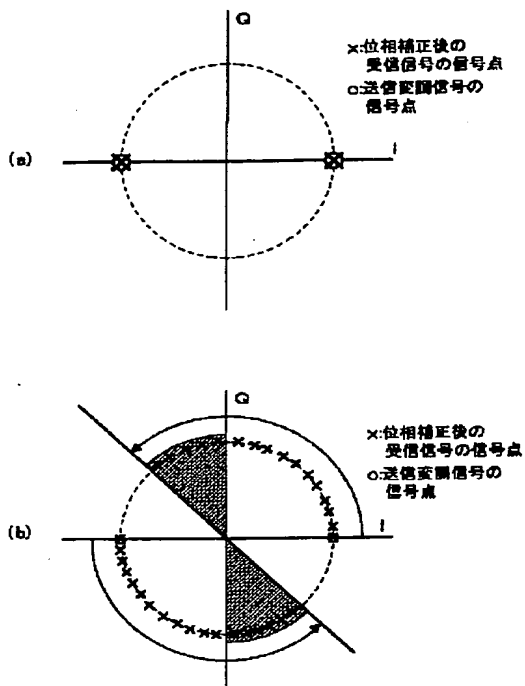 Q
×:位相補正後の
受信信号の信号点
○:送信変調信号の
信号点
(a)
I
Q
×:位相補正後の
受信信号の信号点
○:送信変調信号の
信号点
(b)
I